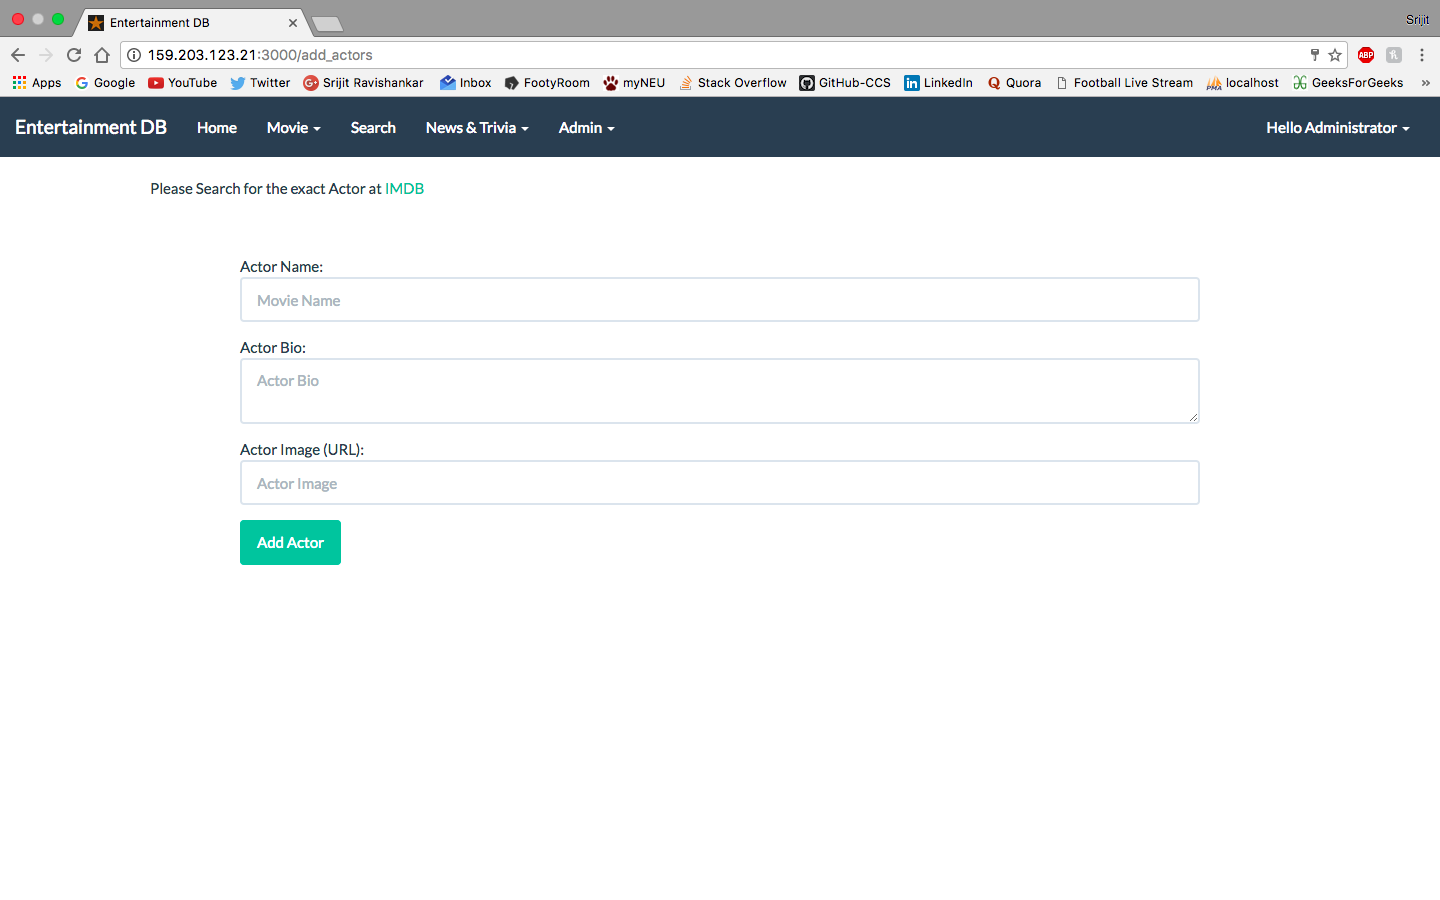 Entertainment DB
Srijit
159.203.123.21:3000/add_actors
ABP
Apps Google YouTube Twitter Srijit Ravishankar Inbox FootyRoom myNEU Stack Overflow GitHub-CCS LinkedIn Quora Football Live Stream localhost GeeksForGeeks »
Entertainment DB Home Movie Search News & Trivia Admin Hello Administrator
Please Search for the exact Actor at IMDB
Actor Name:
Movie Name
Actor Bio:
Actor Bio
Actor Image (URL):
Actor Image
Add Actor